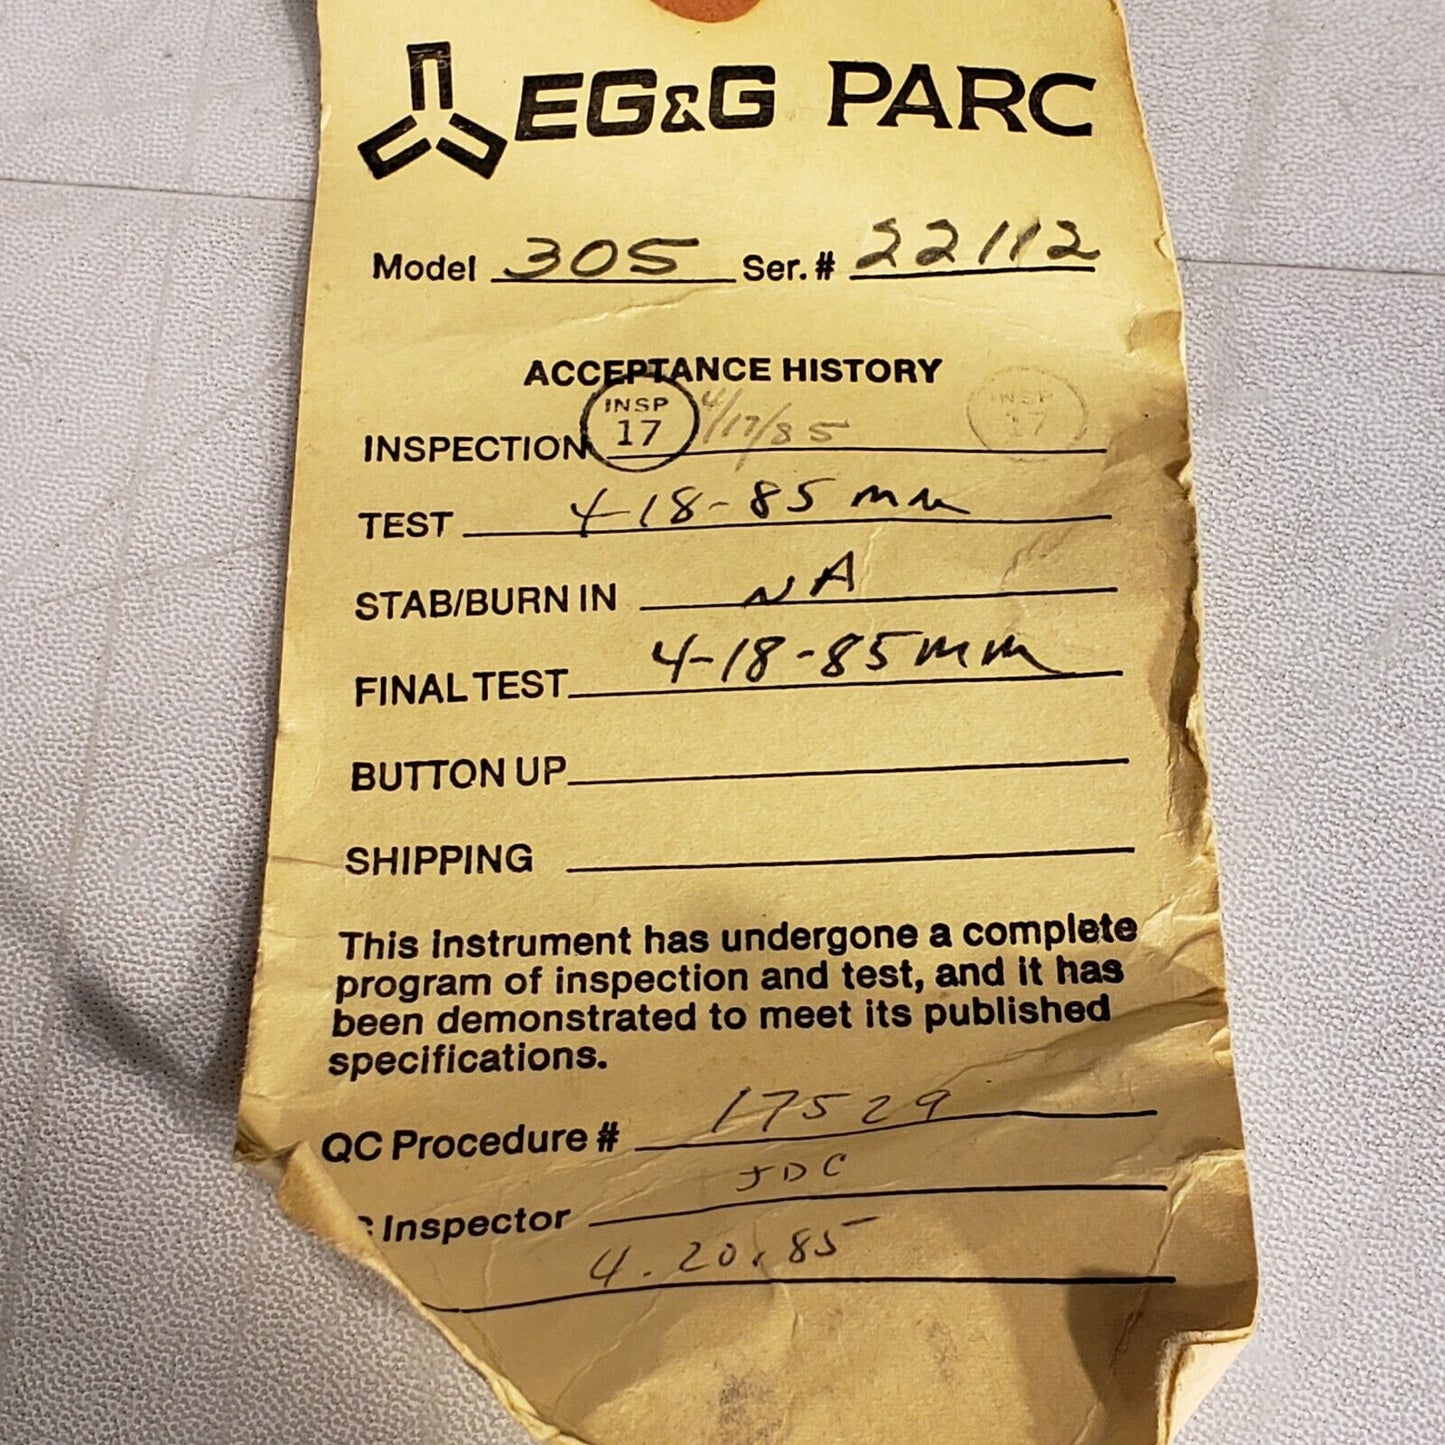 EG&G PARC
Model 305 Ser.# 22112
ACCEPTANCE HISTORY
INSP 17 4/17/85 INSP 17
INSPECTION
TEST 4-18-85 mm
STAB/BURN IN NA
FINAL TEST 4-18-85 mm
BUTTON UP
SHIPPING
This instrument has undergone a complete
program of inspection and test, and it has
been demonstrated to meet its published
specifications.
QC Procedure # 17529
Inspector JDC
4.20.85